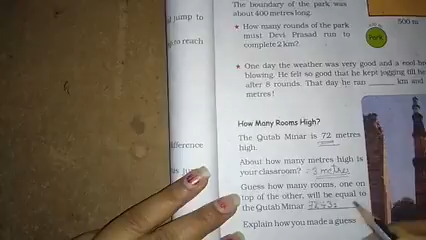 The boundary of the park was
about 400 metres long.
jump to
★ How many rounds of the park
must Devi Prasad run to
complete 2 km?
Park
500 m
to reach
★ One day the weather was very good and a cool
blowing. He felt so good that he kept jogging till he
after 8 rounds. That day he ran ______ km and
metres!
How Many Rooms High?
The Qutab Minar is 72 metres
high.
ifference
About how many metres high is
your classroom? = 3 metres
Guess how many rooms, one on
top of the other, will be equal to
the Qutab Minar 72÷3=
Explain how you made a guess